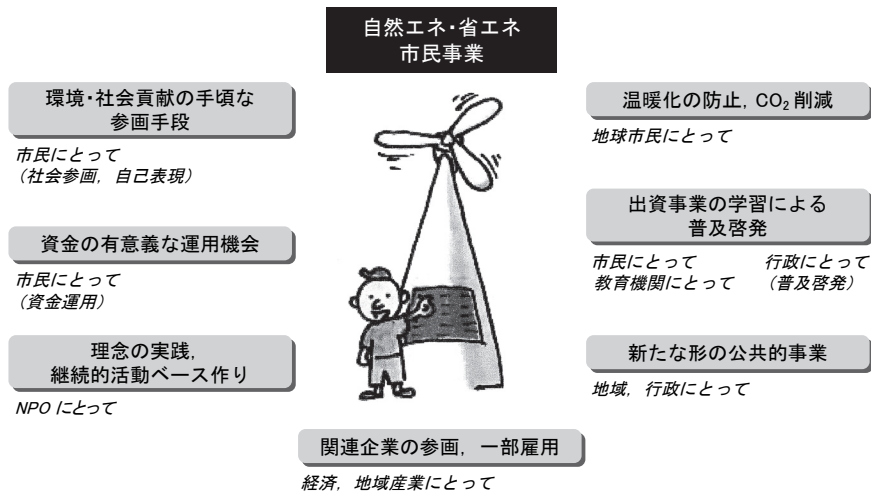 自然エネ・省エネ
市民事業
環境・社会貢献の手頃な
参画手段
市民にとって
（社会参画，自己表現）
資金の有意義な運用機会
市民にとって
（資金運用）
理念の実践，
継続的活動ベース作り
NPO にとって
温暖化の防止，CO₂ 削減
地球市民にとって
出資事業の学習による
普及啓発
市民にとって　　行政にとって
教育機関にとって　（普及啓発）
新たな形の公共的事業
地域，行政にとって
関連企業の参画，一部雇用
経済，地域産業にとって